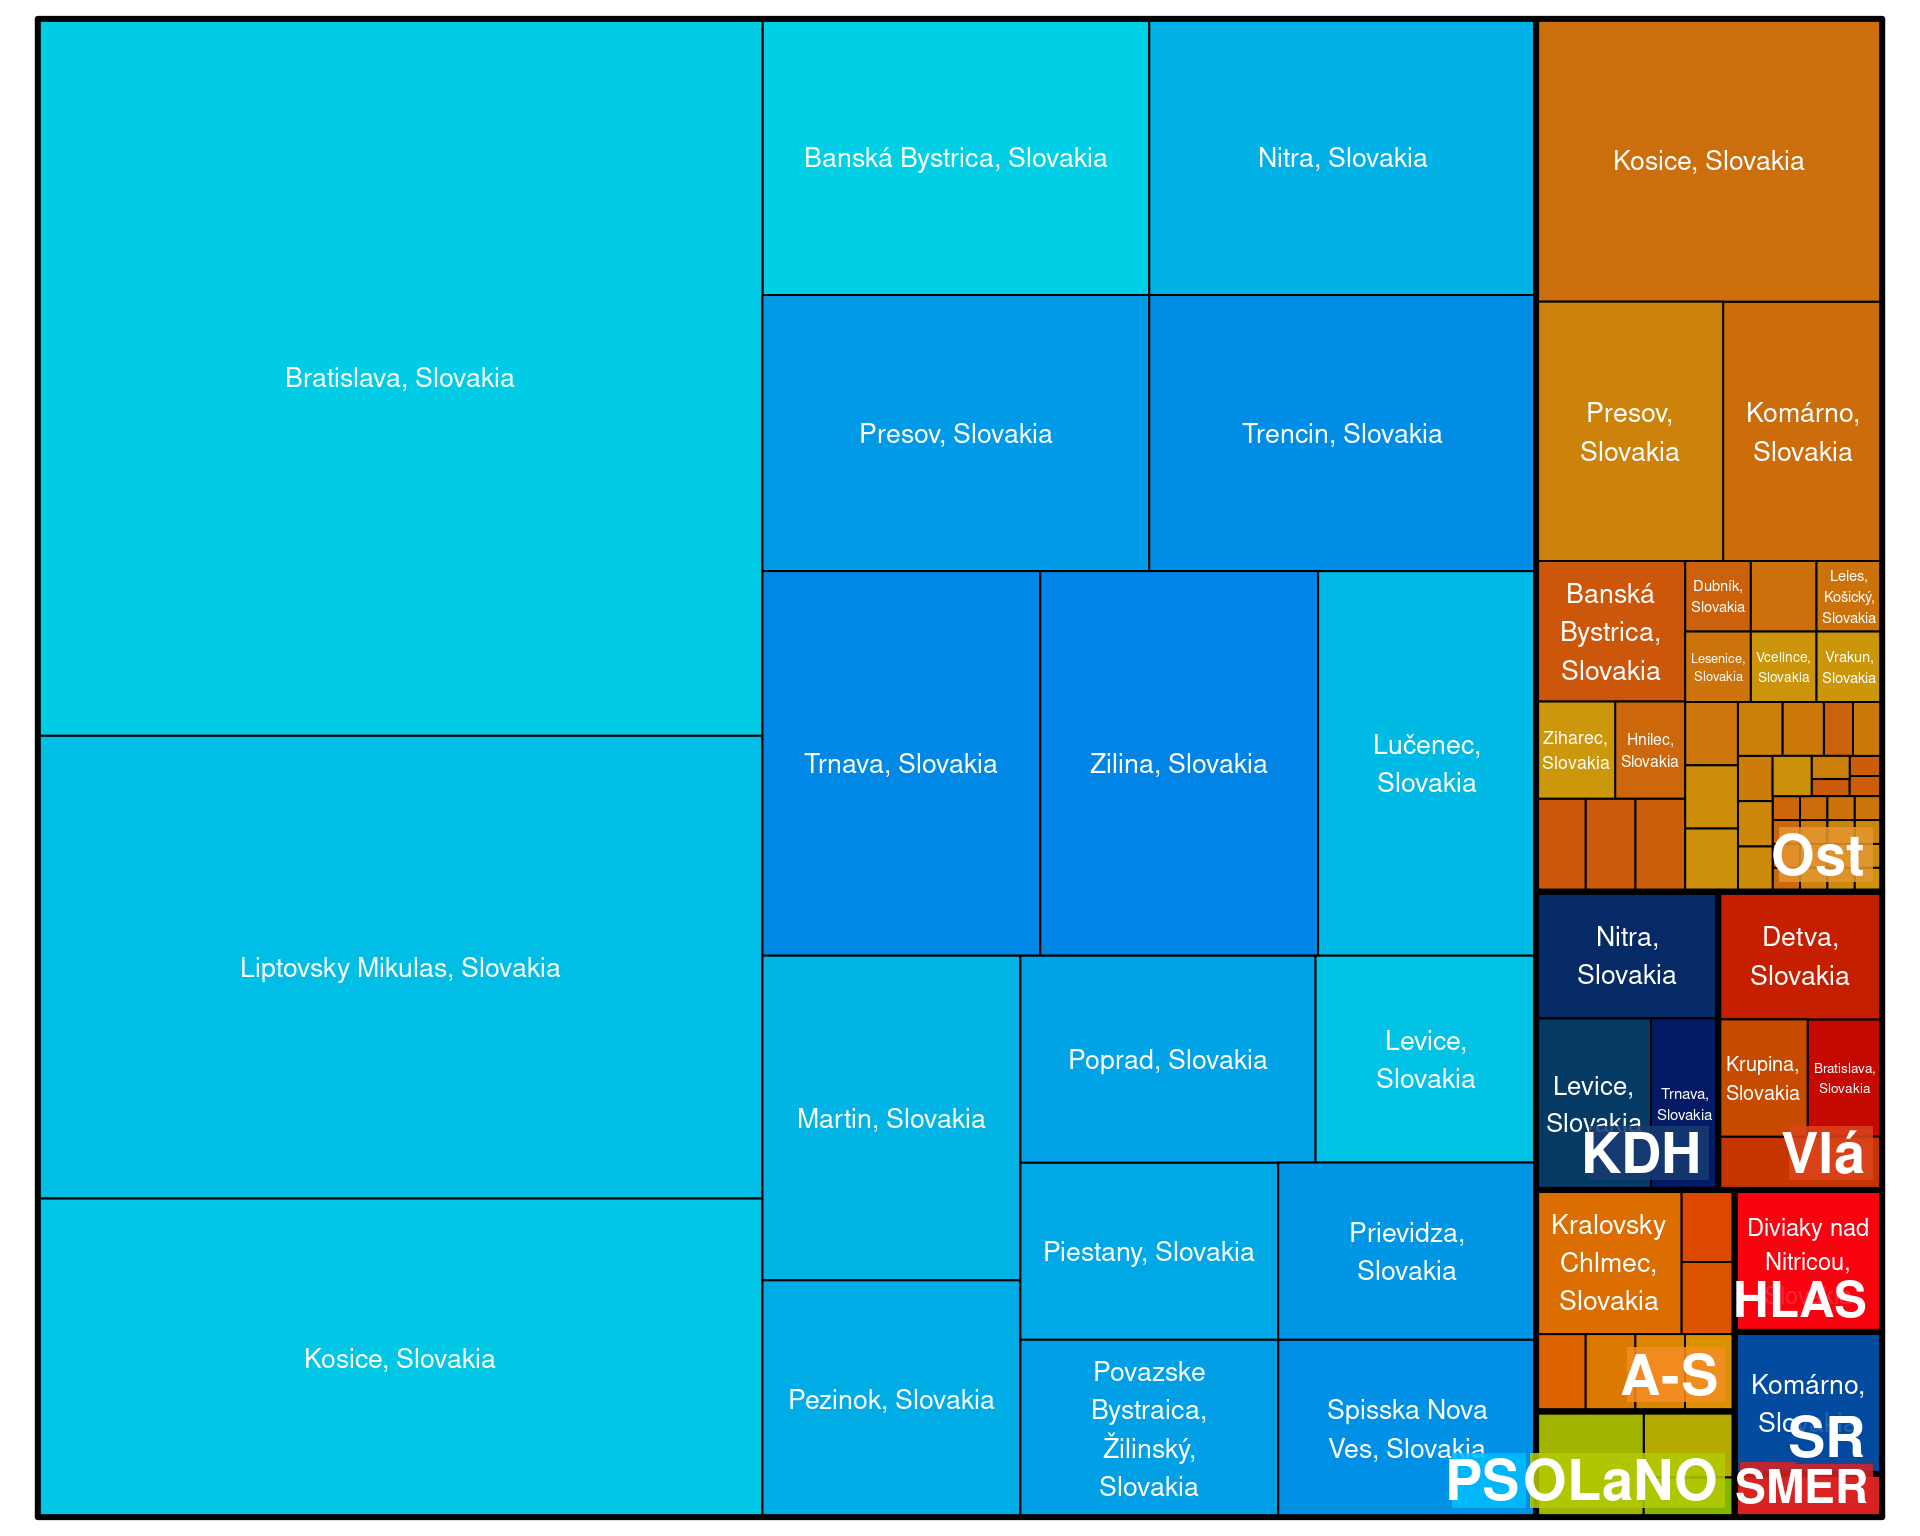 Bratislava, Slovakia
Liptovsky Mikulas, Slovakia
Kosice, Slovakia
Banská Bystrica, Slovakia
Nitra, Slovakia
Presov, Slovakia
Trencin, Slovakia
Trnava, Slovakia
Zilina, Slovakia
Lučenec,
Slovakia
Martin, Slovakia
Poprad, Slovakia
Levice,
Slovakia
Pezinok, Slovakia
Piestany, Slovakia
Prievidza,
Slovakia
Povazske
Bystraica,
Žilinský,
Slovakia
Spisska Nova
Ves, Slovakia
PS
Kosice, Slovakia
Presov,
Slovakia
Komárno,
Slovakia
Banská
Bystrica,
Slovakia
Dubník,
Slovakia
Leles,
Košický,
Slovakia
Lesenice,
Slovakia
Vcelince,
Slovakia
Vrakun,
Slovakia
Ziharec,
Slovakia
Hnilec,
Slovakia
Ost
Nitra,
Slovakia
Levice,
Slovakia
Trnava,
Slovakia
KDH
Detva,
Slovakia
Krupina,
Slovakia
Bratislava,
Slovakia
Vlá
Kralovsky
Chlmec,
Slovakia
A-S
Diviaky nad
Nitricou,
Slovakia
HLAS
Komárno,
Slovakia
SR
OLaNO
SMER